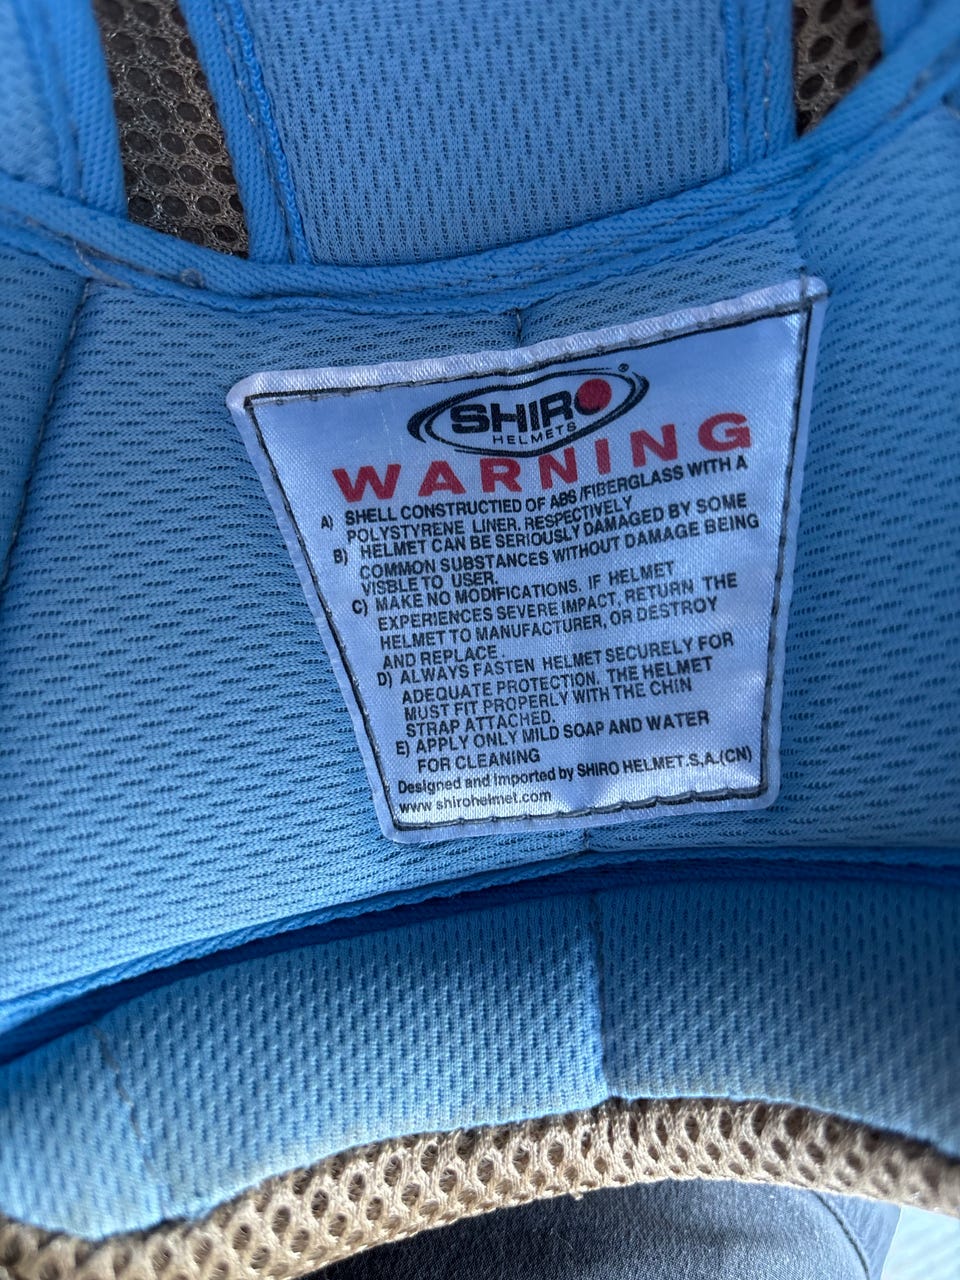 SHIRO®
HELMETS
WARNING
A) SHELL CONSTRUCTIED OF ABS/FIBERGLASS WITH A
POLYSTYRENE LINER, RESPECTIVELY
B) HELMET CAN BE SERIOUSLY DAMAGED BY SOME
COMMON SUBSTANCES WITHOUT DAMAGE BEING
VISBLE TO USER.
C) MAKE NO MODIFICATIONS. IF HELMET
EXPERIENCES SEVERE IMPACT, RETURN THE
HELMET TO MANUFACTURER, OR DESTROY
AND REPLACE.
D) ALWAYS FASTEN HELMET SECURELY FOR
ADEQUATE PROTECTION. THE HELMET
MUST FIT PROPERLY WITH THE CHIN
STRAP ATTACHED.
E) APPLY ONLY MILD SOAP AND WATER
FOR CLEANING
Designed and Imported by SHIRO HELMET.S.A.(CN)
www shirohelmet.com